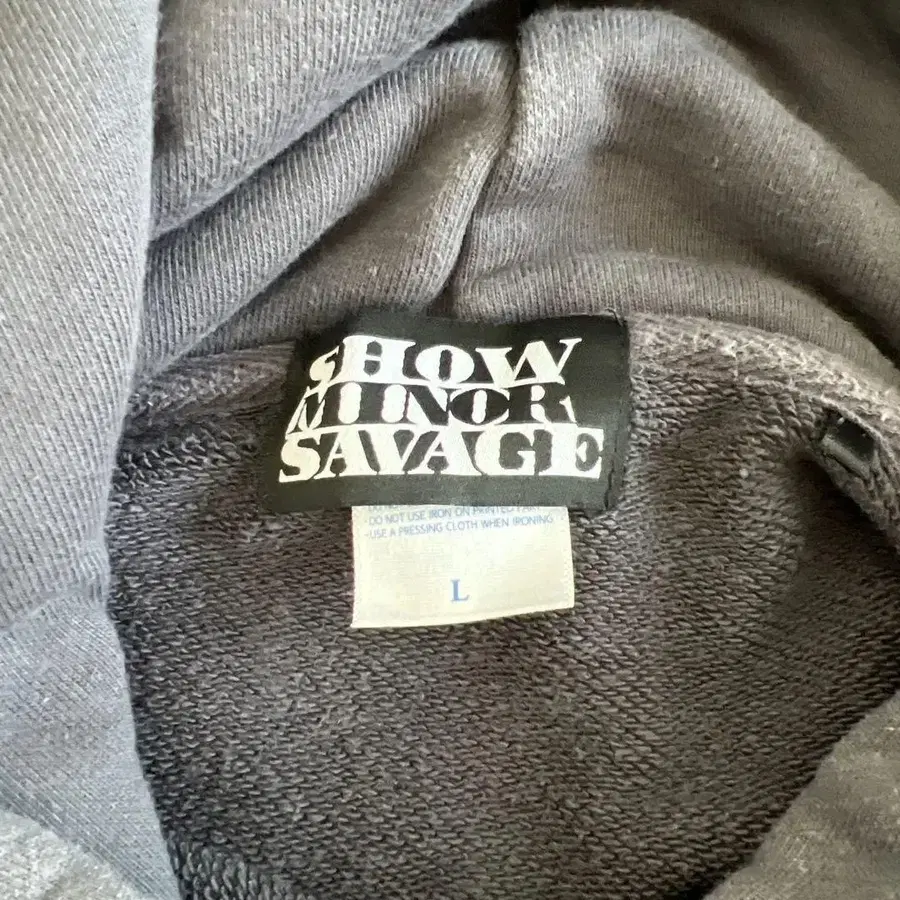 SHOW
MINOR
SAVAGE
·DO NOT USE IRON ON PRINTED PART
·USE A PRESSING CLOTH WHEN IRONING
L